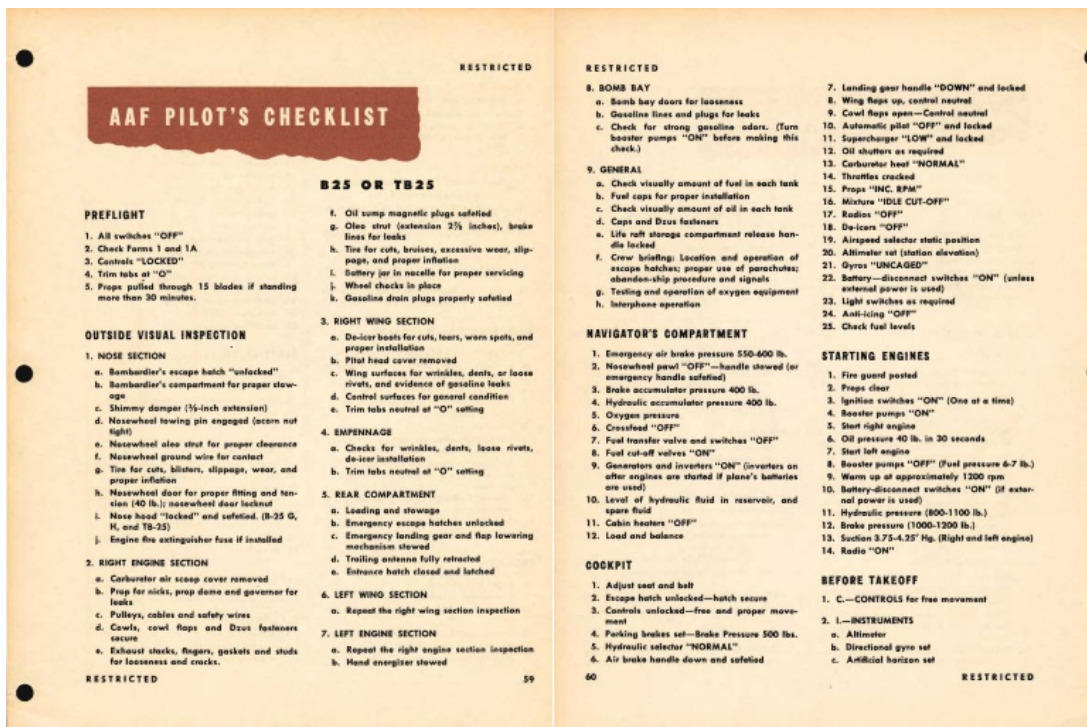 RESTRICTED
AAF PILOT'S CHECKLIST
B25 OR TB25
PREFLIGHT
1. All switches "OFF"
2. Check Forms 1 and 1A
3. Controls "LOCKED"
4. Trim tabs at "O"
5. Props pulled through 15 blades if standing
more than 30 minutes.
OUTSIDE VISUAL INSPECTION
1. NOSE SECTION
a. Bombardier's escape hatch "unlocked"
b. Bombardier's compartment for proper stow-
age
c. Shimmy damper (⅜-inch extension)
d. Nosewheel towing pin engaged (acorn nut
tight)
e. Nosewheel oleo strut for proper clearance
f. Nosewheel ground wire for contact
g. Tire for cuts, blisters, slippage, wear, and
proper inflation
h. Nosewheel door for proper fitting and ten-
sion (40 lb.); nosewheel door locknut
i. Nose hood "locked" and safetied. (B-25 G,
H, and TB-25)
j. Engine fire extinguisher fuse if installed
2. RIGHT ENGINE SECTION
a. Carburetor air scoop cover removed
b. Prop for nicks, prop dome and governor for
leaks
c. Pulleys, cables and safety wires
d. Cowls, cowl flaps and Dzus fasteners
secure
e. Exhaust stacks, fingers, gaskets and studs
for looseness and cracks.
f. Oil sump magnetic plugs safetied
g. Oleo strut (extension 2⅞ inches), brake
lines for leaks
h. Tire for cuts, bruises, excessive wear, slip-
page, and proper inflation
i. Battery jar in nacelle for proper servicing
j. Wheel chocks in place
k. Gasoline drain plugs properly safetied
3. RIGHT WING SECTION
a. De-icer boots for cuts, tears, worn spots, and
proper installation
b. Pitot head cover removed
c. Wing surfaces for wrinkles, dents, or loose
rivets, and evidence of gasoline leaks
d. Control surfaces for general condition
e. Trim tabs neutral at "O" setting
4. EMPENNAGE
a. Checks for wrinkles, dents, loose rivets,
de-icer installation
b. Trim tabs neutral at "O" setting
5. REAR COMPARTMENT
a. Loading and stowage
b. Emergency escape hatches unlocked
c. Emergency landing gear and flap lowering
mechanism stowed
d. Trailing antenna fully retracted
e. Entrance hatch closed and latched
6. LEFT WING SECTION
a. Repeat the right wing section inspection
7. LEFT ENGINE SECTION
a. Repeat the right engine section inspection
b. Hand energizer stowed
RESTRICTED
59
RESTRICTED
8. BOMB BAY
a. Bomb bay doors for looseness
b. Gasoline lines and plugs for leaks
c. Check for strong gasoline odors. (Turn
booster pumps "ON" before making this
check.)
9. GENERAL
a. Check visually amount of fuel in each tank
b. Fuel caps for proper installation
c. Check visually amount of oil in each tank
d. Caps and Dzus fasteners
e. Life raft storage compartment release han-
dle locked
f. Crew briefing: Location and operation of
escape hatches; proper use of parachutes;
abandon-ship procedure and signals
g. Testing and operation of oxygen equipment
h. Interphone operation
NAVIGATOR'S COMPARTMENT
1. Emergency air brake pressure 550-600 lb.
2. Nosewheel pawl "OFF"—handle stowed (or
emergency handle safetied)
3. Brake accumulator pressure 400 lb.
4. Hydraulic accumulator pressure 400 lb.
5. Oxygen pressure
6. Crossfeed "OFF"
7. Fuel transfer valve and switches "OFF"
8. Fuel cut-off valves "ON"
9. Generators and inverters "ON" (inverters on
after engines are started if plane's batteries
are used)
10. Level of hydraulic fluid in reservoir, and
spare fluid
11. Cabin heaters "OFF"
12. Load and balance
COCKPIT
1. Adjust seat and belt
2. Escape hatch unlocked—hatch secure
3. Controls unlocked—free and proper move-
ment
4. Parking brakes set—Brake Pressure 500 lbs.
5. Hydraulic selector "NORMAL"
6. Air brake handle down and safetied
7. Landing gear handle "DOWN" and locked
8. Wing flaps up, control neutral
9. Cowl flaps open—Control neutral
10. Automatic pilot "OFF" and locked
11. Supercharger "LOW" and locked
12. Oil shutters as required
13. Carburetor heat "NORMAL"
14. Throttles cracked
15. Props "INC. RPM"
16. Mixture "IDLE CUT-OFF"
17. Radios "OFF"
18. De-icers "OFF"
19. Airspeed selector static position
20. Altimeter set (station elevation)
21. Gyros "UNCAGED"
22. Battery—disconnect switches "ON" (unless
external power is used)
23. Light switches as required
24. Anti-icing "OFF"
25. Check fuel levels
STARTING ENGINES
1. Fire guard posted
2. Props clear
3. Ignition switches "ON" (One at a time)
4. Booster pumps "ON"
5. Start right engine
6. Oil pressure 40 lb. in 30 seconds
7. Start left engine
8. Booster pumps "OFF" (Fuel pressure 6-7 lb.)
9. Warm up at approximately 1200 rpm
10. Battery-disconnect switches "ON" (if exter-
nal power is used)
11. Hydraulic pressure (800-1100 lb.)
12. Brake pressure (1000-1200 lb.)
13. Suction 3.75-4.25" Hg. (Right and left engine)
14. Radio "ON"
BEFORE TAKEOFF
1. C.—CONTROLS for free movement
2. I.—INSTRUMENTS
a. Altimeter
b. Directional gyro set
c. Artificial horizon set
60
RESTRICTED